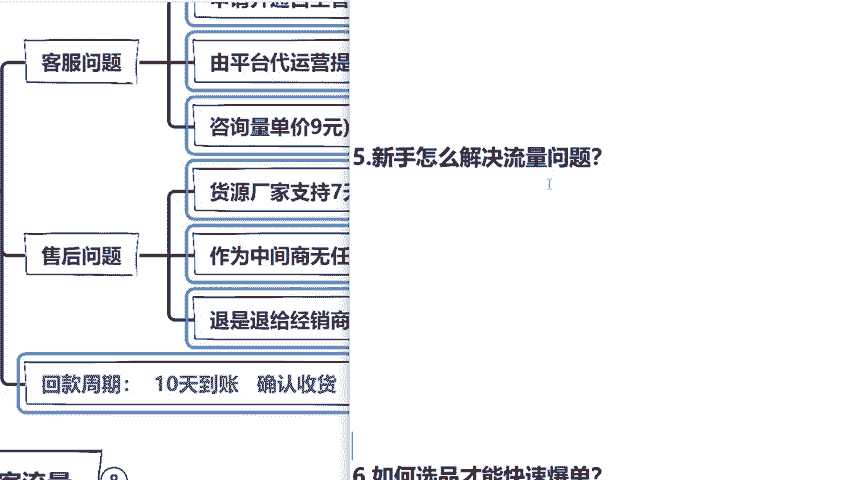 客服问题
由平台代运营提
咨询量单价9元)
货源厂家支持7天
售后问题
作为中间商无任
退是退给经销商
回款周期： 10天到账 确认收货
5.新手怎么解决流量问题？
6.如何选品才能快速爆单？